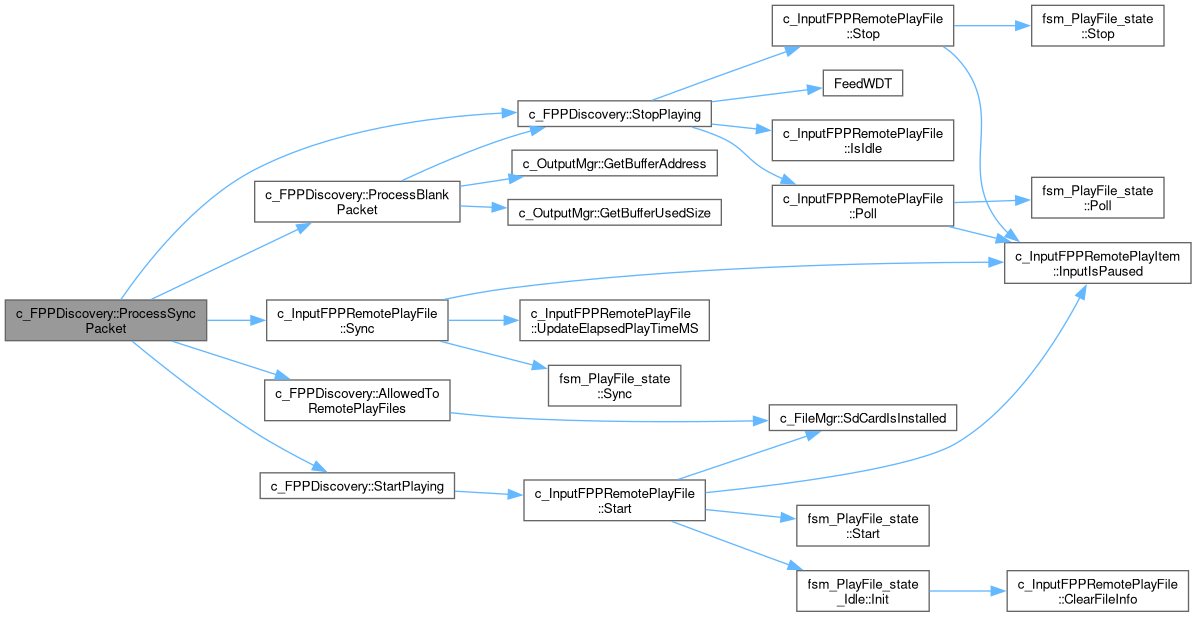 c_FPPDiscovery::ProcessSync
Packet
c_FPPDiscovery::StopPlaying
c_InputFPPRemotePlayFile
::Stop
fsm_PlayFile_state
::Stop
FeedWDT
c_InputFPPRemotePlayFile
::IsIdle
c_InputFPPRemotePlayFile
::Poll
fsm_PlayFile_state
::Poll
c_InputFPPRemotePlayItem
::InputIsPaused
c_FPPDiscovery::ProcessBlank
Packet
c_OutputMgr::GetBufferAddress
c_OutputMgr::GetBufferUsedSize
c_InputFPPRemotePlayFile
::Sync
c_InputFPPRemotePlayFile
::UpdateElapsedPlayTimeMS
fsm_PlayFile_state
::Sync
c_FPPDiscovery::AllowedTo
RemotePlayFiles
c_FileMgr::SdCardIsInstalled
c_FPPDiscovery::StartPlaying
c_InputFPPRemotePlayFile
::Start
fsm_PlayFile_state
::Start
fsm_PlayFile_state
_Idle::Init
c_InputFPPRemotePlayFile
::ClearFileInfo